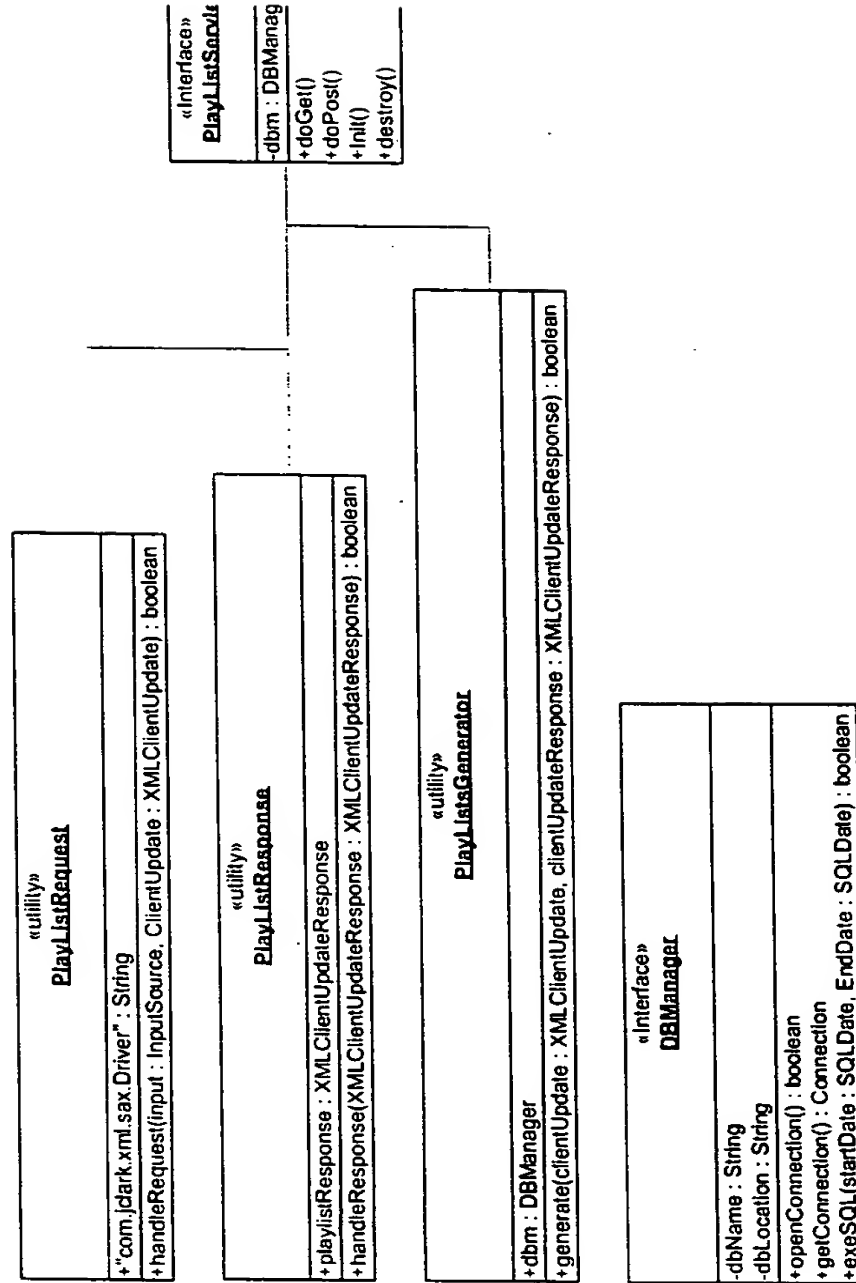 «utility»
PlayListRequest
+"com.jclark.xml.sax.Driver" : String
+handleRequest(input : InputSource, ClientUpdate : XMLClientUpdate) : boolean
«utility»
PlayListResponse
+playlistResponse : XMLClientUpdateResponse
+handleResponse(XMLClientUpdateResponse : XMLClientUpdateResponse) : boolean
«utility»
PlayListsGenerator
+dbm : DBManager
+generate(clientUpdate : XMLClientUpdate, clientUpdateResponse : XMLClientUpdateResponse) : boolean
«Interface»
DBManager
-dbName : String
-dbLocation : String
+openConnection() : boolean
+getConnection() : Connection
+exeSQL(startDate : SQLDate, EndDate : SQLDate) : boolean
«Interface»
PlayListServle
-dbm : DBManag
+doGet()
+doPost()
+Init()
+destroy()